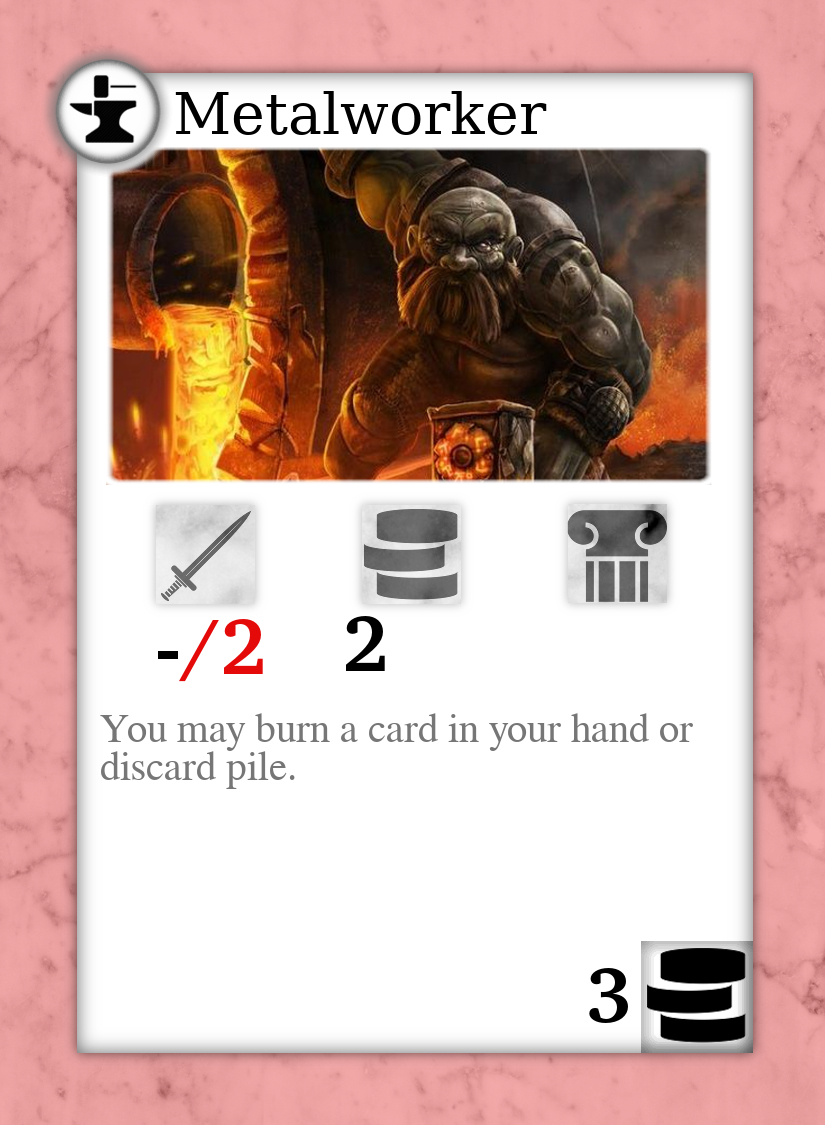 Metalworker
-/2 2
You may burn a card in your hand or
discard pile.
3